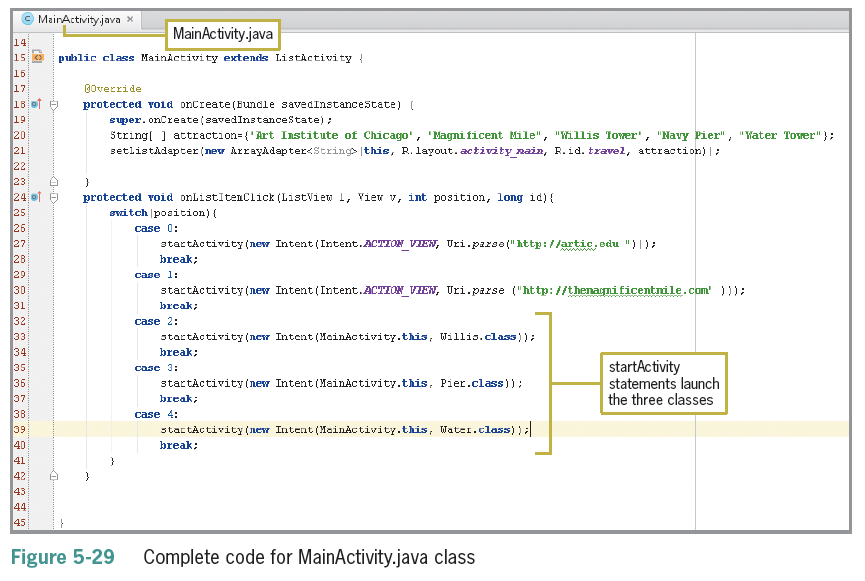 MainActivity.java ×
MainActivity.java
14
15 public class MainActivity extends ListActivity {
16
17 @Override
18 protected void onCreate(Bundle savedInstanceState) {
19 super.onCreate(savedInstanceState);
20 String[ ] attraction={"Art Institute of Chicago", "Magnificent Mile", "Willis Tower", "Navy Pier", "Water Tower"};
21 setListAdapter(new ArrayAdapter<String>(this, R.layout.activity_main, R.id.travel, attraction));
22
23 }
24 protected void onListItemClick(ListView l, View v, int position, long id){
25 switch(position){
26 case 0:
27 startActivity(new Intent(Intent.ACTION_VIEW, Uri.parse("http://artic.edu ")));
28 break;
29 case 1:
30 startActivity(new Intent(Intent.ACTION_VIEW, Uri.parse ("http://themagnificentmile.com" )));
31 break;
32 case 2:
33 startActivity(new Intent(MainActivity.this, Willis.class));
34 break;
35 case 3:
36 startActivity(new Intent(MainActivity.this, Pier.class));
37 break;
38 case 4:
39 startActivity(new Intent(MainActivity.this, Water.class));
40 break;
41 }
42 }
43
44
45 }
startActivity
statements launch
the three classes
Figure 5-29 Complete code for MainActivity.java class